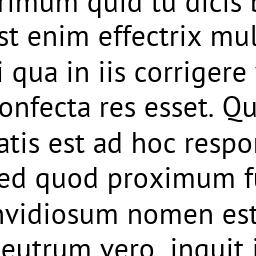 rimum quid tu dicis b
st enim effectrix mul
i qua in iis corrigere
onfecta res esset. Qu
atis est ad hoc respon
ed quod proximum fu
nvidiosum nomen est
eutrum vero, inquit i